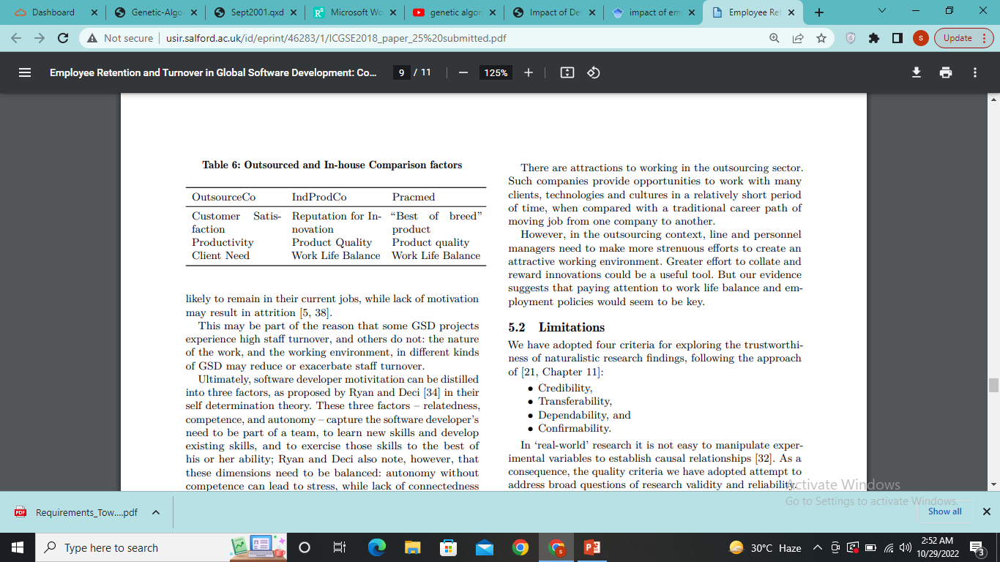 Dashboard
Genetic-Algo
Sept2001.qxd
Microsoft Wo
genetic algor
Impact of De
impact of em
Employee Ret
Not secure
usir.salford.ac.uk/id/eprint/46283/1/ICGSE2018_paper_25%20submitted.pdf
S
Update
Employee Retention and Turnover in Global Software Development: Co...
9 / 11
125%
Table 6: Outsourced and In-house Comparison factors
OutsourceCo IndProdCo Pracmed
Customer Satis- Reputation for In- “Best of breed”
faction novation product
Productivity Product Quality Product quality
Client Need Work Life Balance Work Life Balance
likely to remain in their current jobs, while lack of motivation
may result in attrition [5, 38].
This may be part of the reason that some GSD projects
experience high staff turnover, and others do not: the nature
of the work, and the working environment, in different kinds
of GSD may reduce or exacerbate staff turnover.
Ultimately, software developer motivitation can be distilled
into three factors, as proposed by Ryan and Deci [34] in their
self determination theory. These three factors – relatedness,
competence, and autonomy – capture the software developer’s
need to be part of a team, to learn new skills and develop
existing skills, and to exercise those skills to the best of
his or her ability; Ryan and Deci also note, however, that
these dimensions need to be balanced: autonomy without
competence can lead to stress, while lack of connectedness
There are attractions to working in the outsourcing sector.
Such companies provide opportunities to work with many
clients, technologies and cultures in a relatively short period
of time, when compared with a traditional career path of
moving job from one company to another.
However, in the outsourcing context, line and personnel
managers need to make more strenuous efforts to create an
attractive working environment. Greater effort to collate and
reward innovations could be a useful tool. But our evidence
suggests that paying attention to work life balance and em-
ployment policies would seem to be key.
5.2 Limitations
We have adopted four criteria for exploring the trustworthi-
ness of naturalistic research findings, following the approach
of [21, Chapter 11]:
• Credibility,
• Transferability,
• Dependability, and
• Confirmability.
In ‘real-world’ research it is not easy to manipulate exper-
imental variables to establish causal relationships [32]. As a
consequence, the quality criteria we have adopted attempt to
address broad questions of research validity and reliability.
Activate Windows
Go to Settings to activate Windows.
Requirements_Tow....pdf
Show all
Type here to search
30°C Haze
2:52 AM
10/29/2022
3